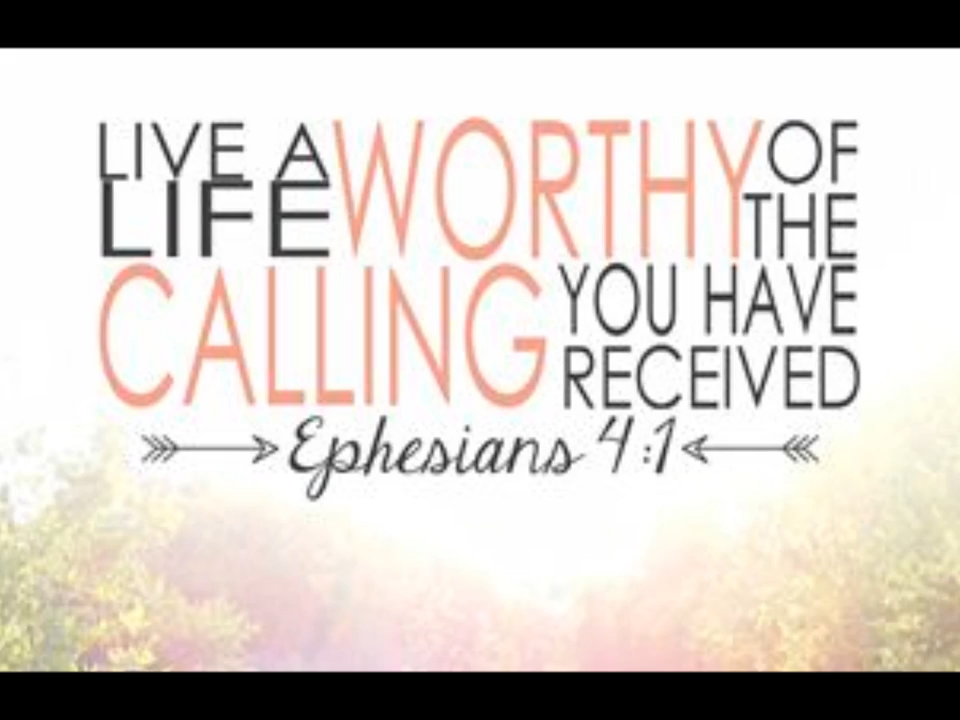 LIVE A WORTHY OF
LIFE THE
CALLING YOU HAVE
RECEIVED
Ephesians 4:1